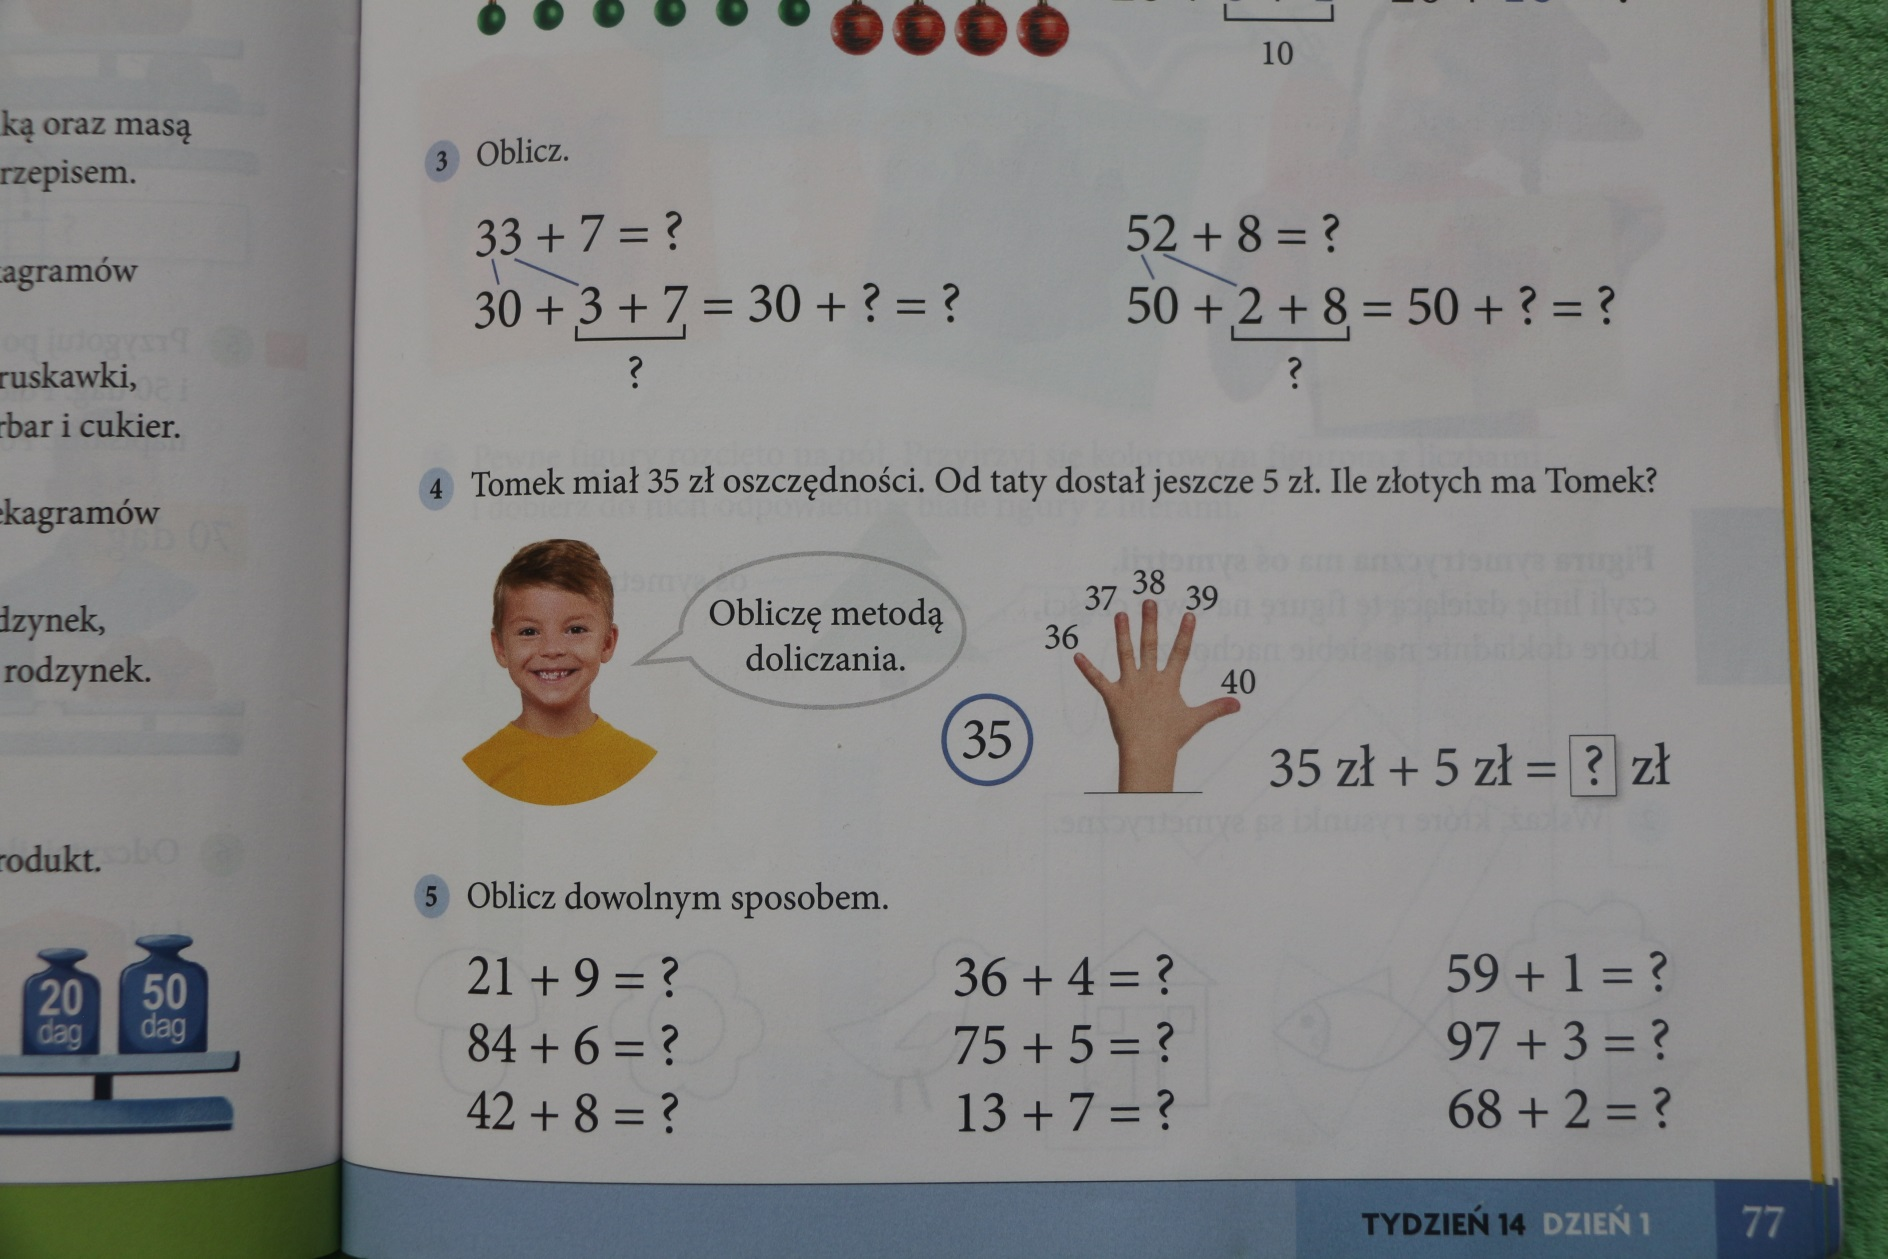 ką oraz masą
rzepisem.
agramów
ruskawki,
rbar i cukier.
ekagramów
dzynek,
rodzynek.
rodukt.
20
dag
50
dag
10
3 Oblicz.
33 + 7 = ?
30 + 3 + 7 = 30 + ? = ?
?
52 + 8 = ?
50 + 2 + 8 = 50 + ? = ?
?
4 Tomek miał 35 zł oszczędności. Od taty dostał jeszcze 5 zł. Ile złotych ma Tomek?
Obliczę metodą
doliczania.
35
36
37
38
39
40
35 zł + 5 zł = ? zł
5 Oblicz dowolnym sposobem.
21 + 9 = ? 36 + 4 = ? 59 + 1 = ?
84 + 6 = ? 75 + 5 = ? 97 + 3 = ?
42 + 8 = ? 13 + 7 = ? 68 + 2 = ?
TYDZIEŃ 14 DZIEŃ 1 77